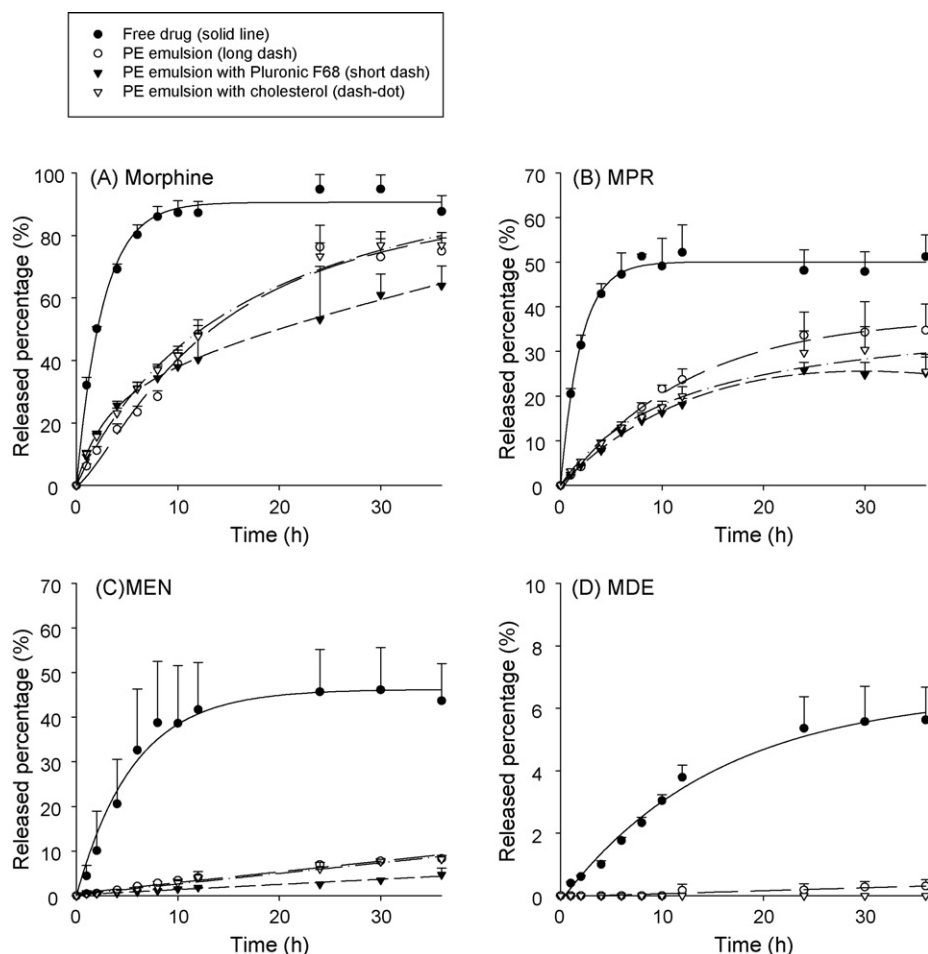 Free drug (solid line)
PE emulsion (long dash)
PE emulsion with Pluronic F68 (short dash)
PE emulsion with cholesterol (dash-dot)
(A) Morphine
Released percentage (%)
100
80
60
40
20
0
0 10 20 30
Time (h)
(B) MPR
Released percentage (%)
70
60
50
40
30
20
10
0
0 10 20 30
Time (h)
(C)MEN
Released percentage (%)
70
60
50
40
30
20
10
0
0 10 20 30
Time (h)
(D) MDE
Released percentage (%)
10
8
6
4
2
0
0 10 20 30
Time (h)